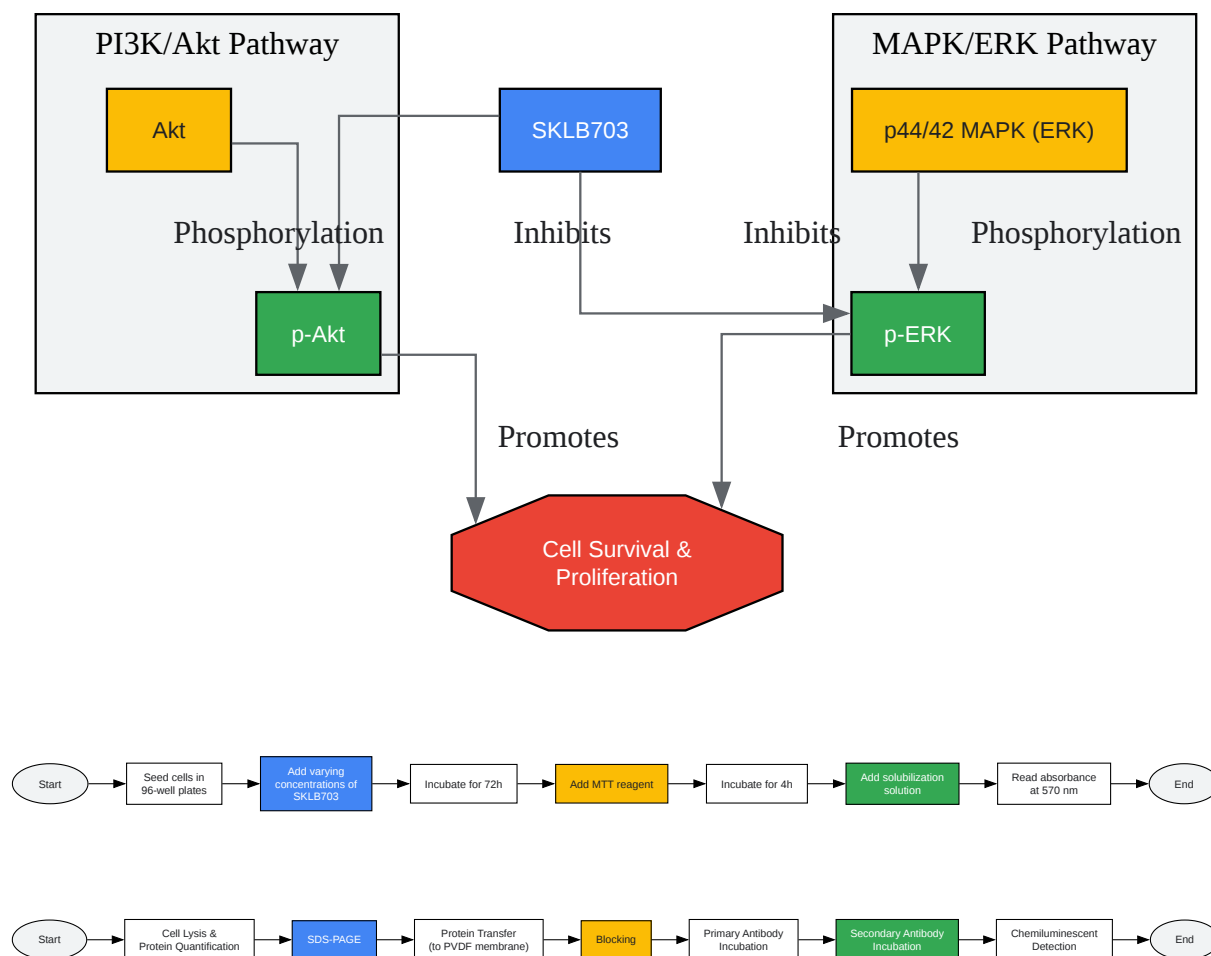 PI3K/Akt Pathway
MAPK/ERK Pathway
Akt
SKLB703
p44/42 MAPK (ERK)
Phosphorylation
Inhibits
Inhibits
Phosphorylation
p-Akt
p-ERK
Promotes
Promotes
Cell Survival &
Proliferation
Start
Seed cells in
96-well plates
Add varying
concentrations of
SKLB703
Incubate for 72h
Add MTT reagent
Incubate for 4h
Add solubilization
solution
Read absorbance
at 570 nm
End
Start
Cell Lysis &
Protein Quantification
SDS-PAGE
Protein Transfer
(to PVDF membrane)
Blocking
Primary Antibody
Incubation
Secondary Antibody
Incubation
Chemiluminescent
Detection
End